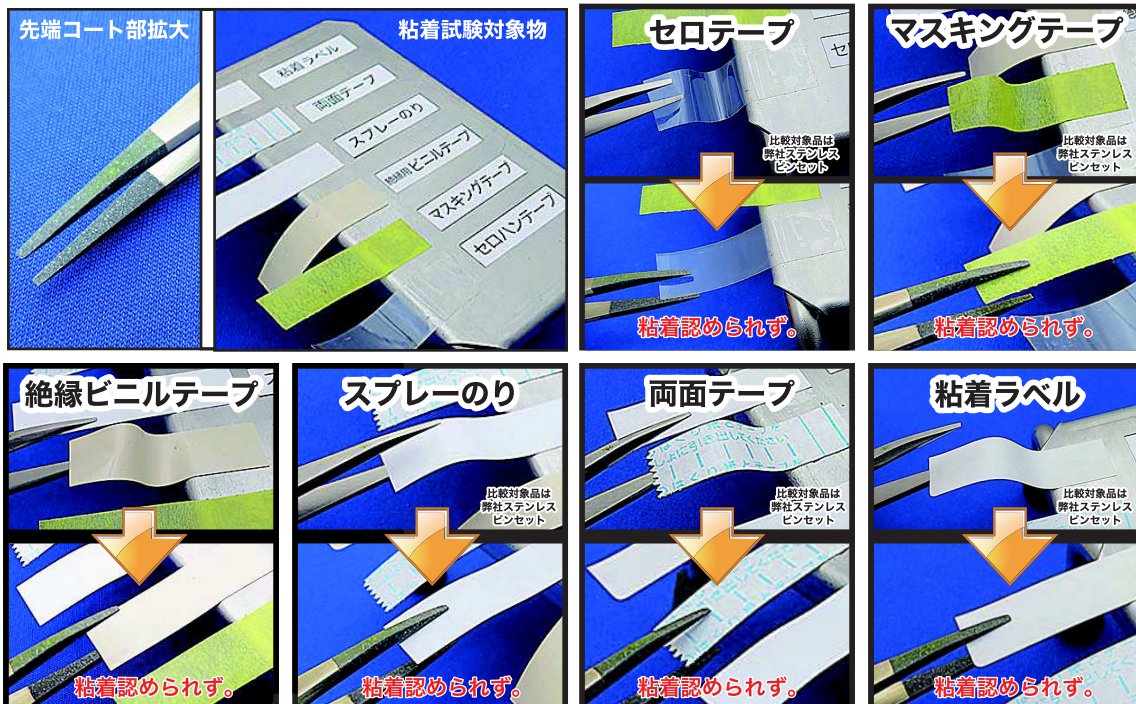 先端コート部拡大
粘着試験対象物
粘着ラベル
両面テープ
スプレーのり
絶縁用ビニルテープ
マスキングテープ
セロハンテープ
セロテープ
セロ
比較対象品は
弊社ステンレス
ピンセット
粘着認められず。
マスキングテープ
比較対象品は
弊社ステンレス
ピンセット
粘着認められず。
絶縁ビニルテープ
粘着認められず。
スプレーのり
比較対象品は
弊社ステンレス
ピンセット
粘着認められず。
両面テープ
比較対象品は
弊社ステンレス
ピンセット
粘着認められず。
粘着ラベル
比較対象品は
弊社ステンレス
ピンセット
粘着認められず。